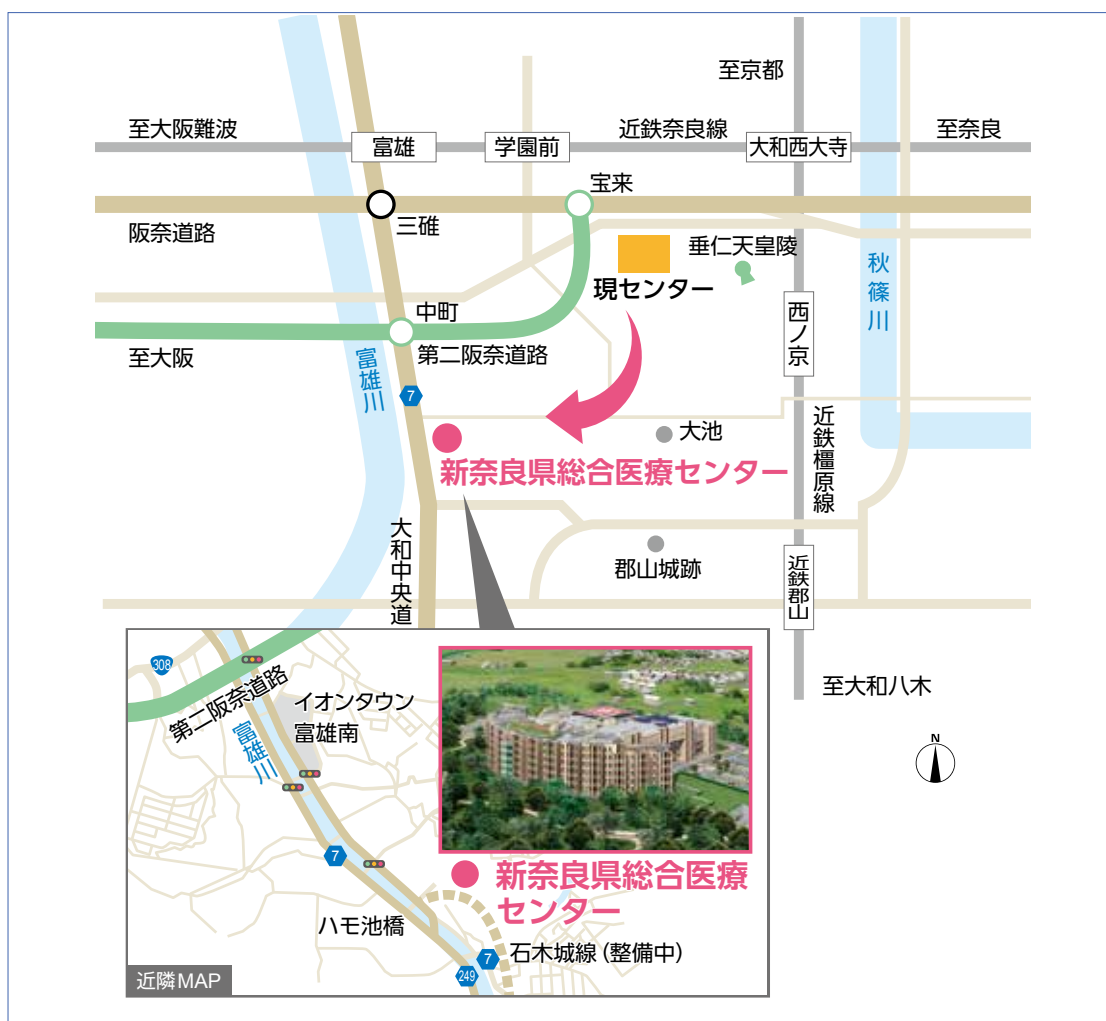 至京都
至大阪難波
富雄
学園前
近鉄奈良線
大和西大寺
至奈良
宝来
阪奈道路
三碓
垂仁天皇陵
現センター
秋篠川
中町
西ノ京
至大阪
第二阪奈道路
富雄川
7
大池
近鉄橿原線
新奈良県総合医療センター
大和中央道
郡山城跡
近鉄郡山
至大和八木
N
308
第二阪奈道路
イオンタウン
富雄南
富雄川
7
新奈良県総合医療
センター
ハモ池橋
石木城線(整備中)
7
249
近隣MAP